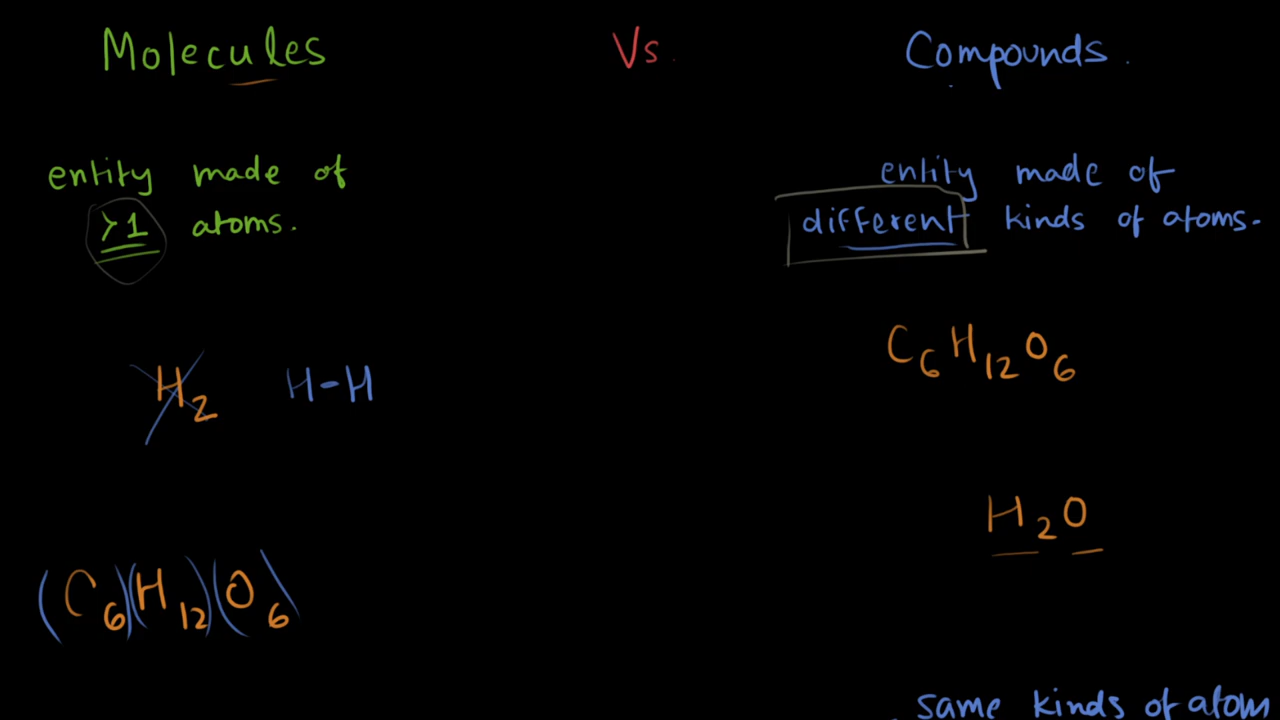 Molecules Vs. Compounds.
entity made of
>1 atoms.
entity made of
different kinds of atoms.
H2 H-H
C6H12O6
H2O
(C6)(H12)(O6)
same kinds of atom